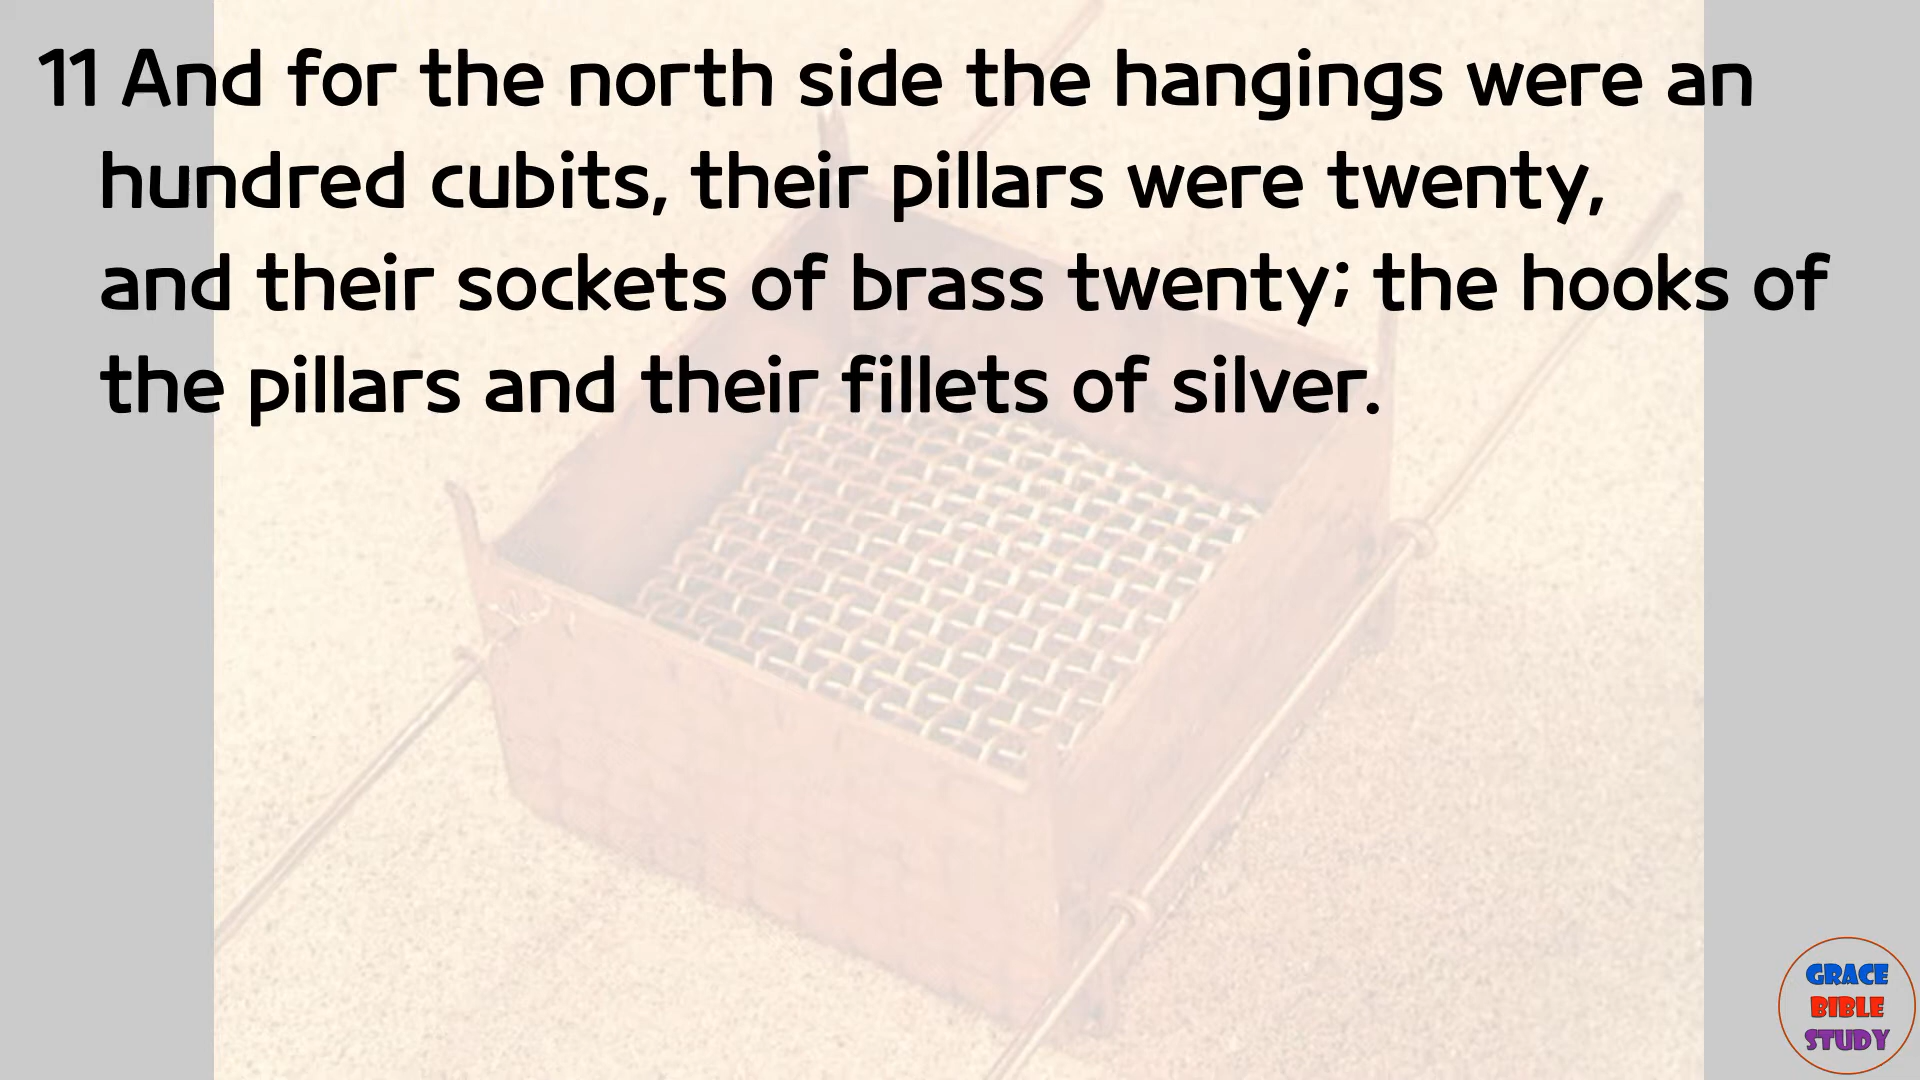 11 And for the north side the hangings were an
hundred cubits, their pillars were twenty,
and their sockets of brass twenty; the hooks of
the pillars and their fillets of silver.
GRACE
BIBLE
STUDY